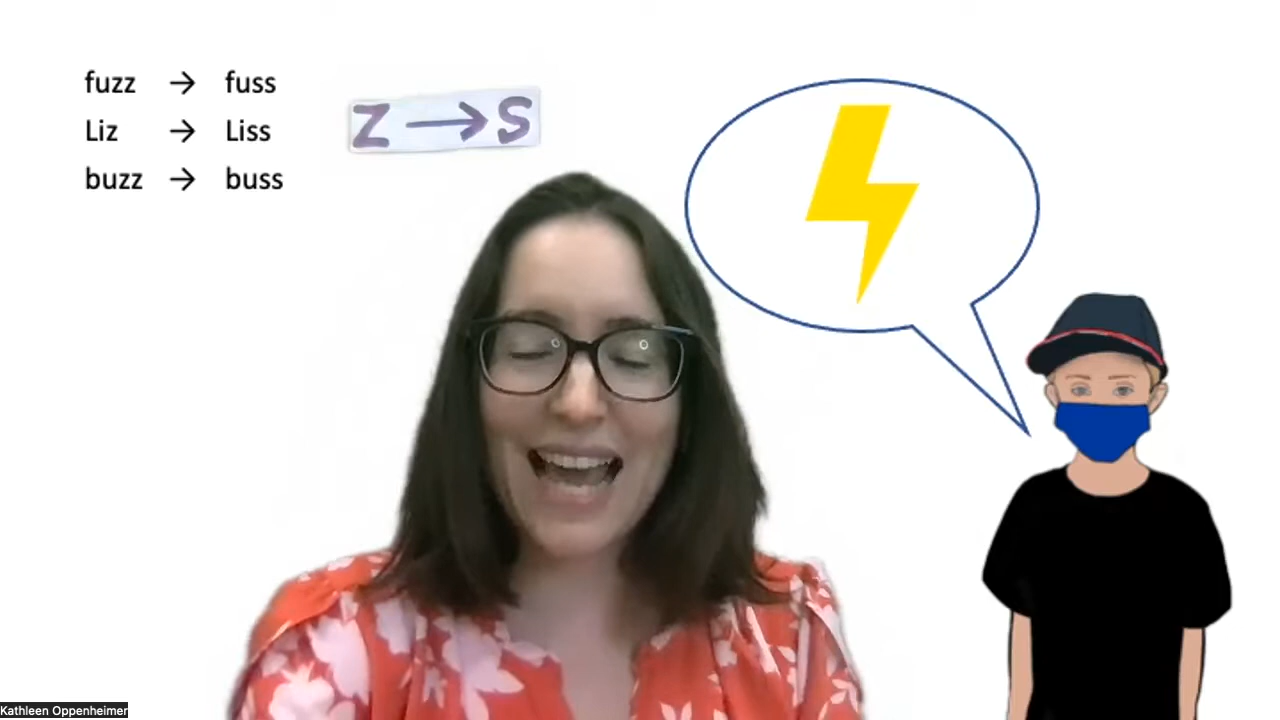 fuzz → fuss
Liz → Liss
buzz → buss
Z → S
Kathleen Oppenheimer